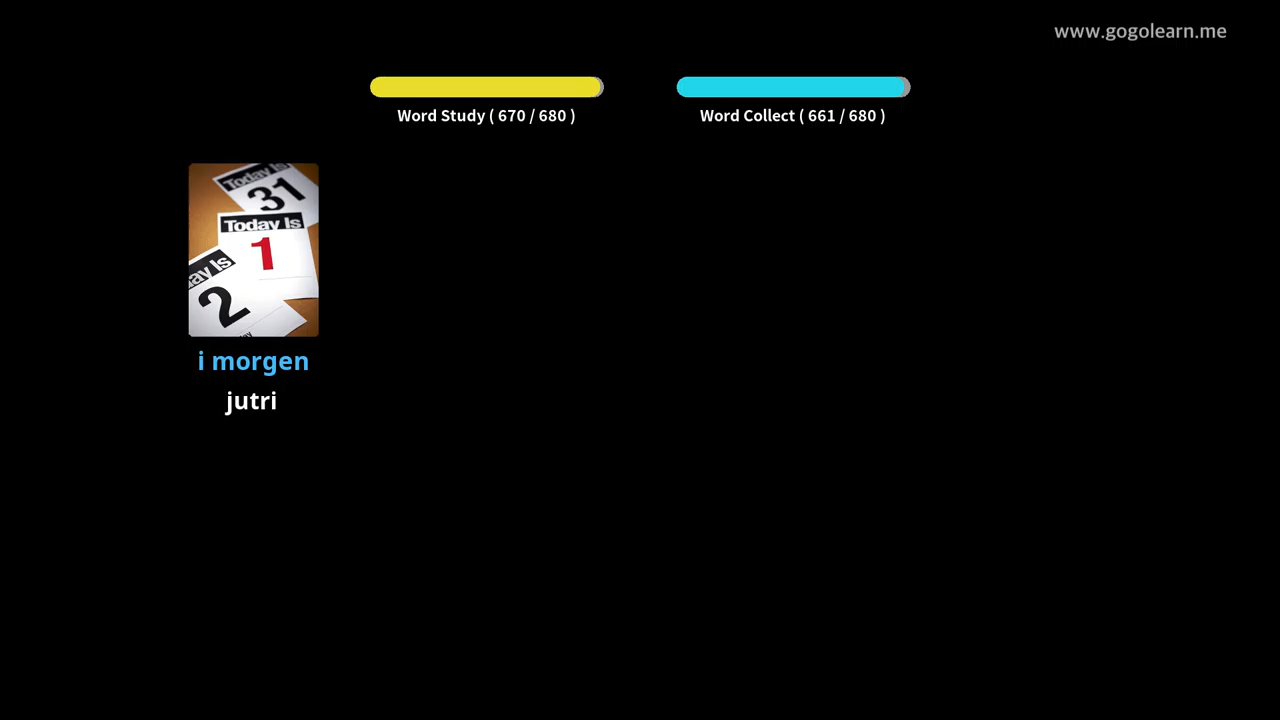 www.gogolearn.me
Word Study ( 670 / 680 )
Word Collect ( 661 / 680 )
Today Is
31
Today Is
1
ay Is
2
i morgen
jutri